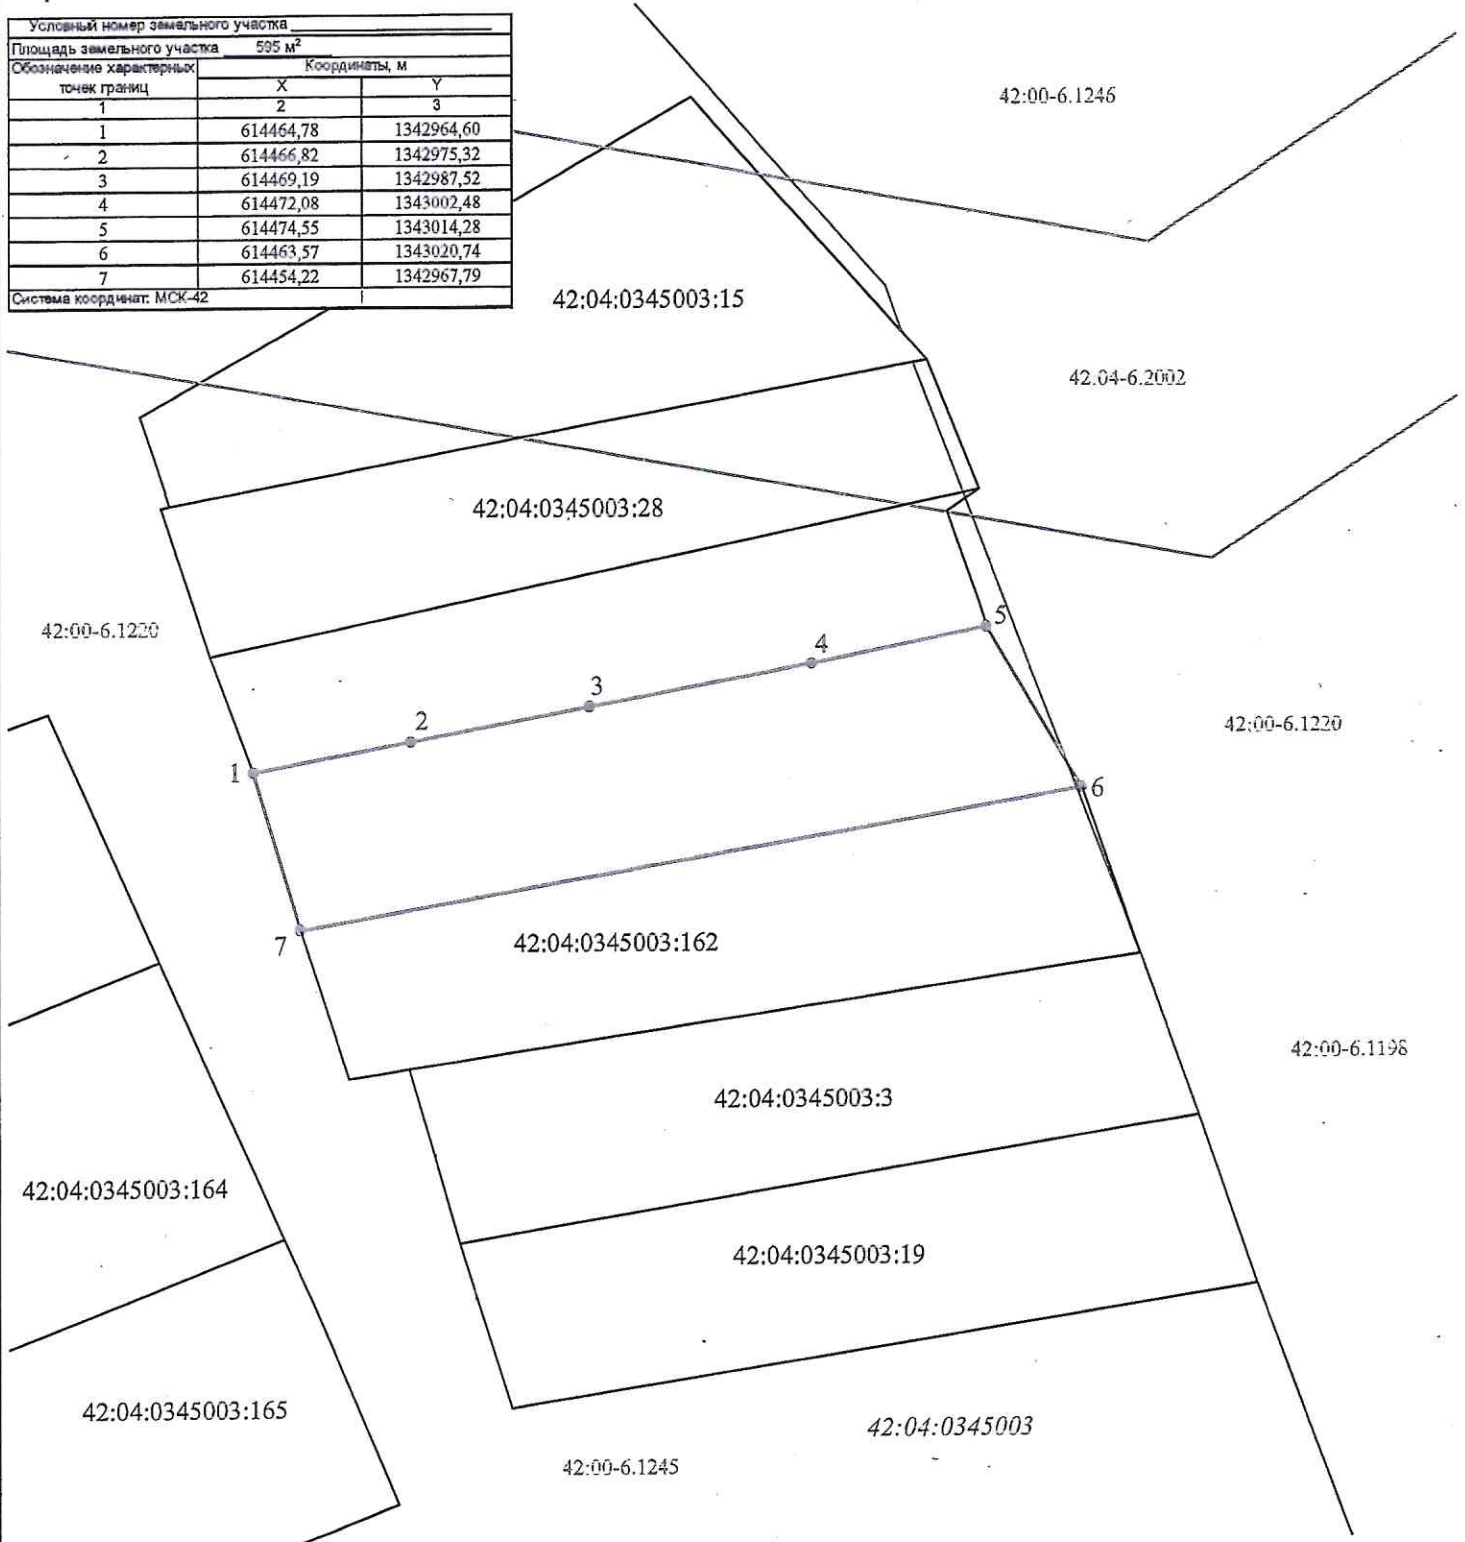 Условный номер земельного участка
Площадь земельного участка 595 м²
Обозначение характерных точек границ Координаты, м
X Y
1 2 3
1 614464,78 1342964,60
2 614466,82 1342975,32
3 614469,19 1342987,52
4 614472,08 1343002,48
5 614474,55 1343014,28
6 614463,57 1343020,74
7 614454,22 1342967,79
Система координат: МСК-42
42:00-6.1246
42:04:0345003:15
42.04-6.2002
42:04:0345003:28
42:00-6.1220
5
4
3
2
1
42:00-6.1220
6
7
42:04:0345003:162
42:00-6.1198
42:04:0345003:3
42:04:0345003:164
42:04:0345003:19
42:04:0345003:165
42:04:0345003
42:00-6.1245